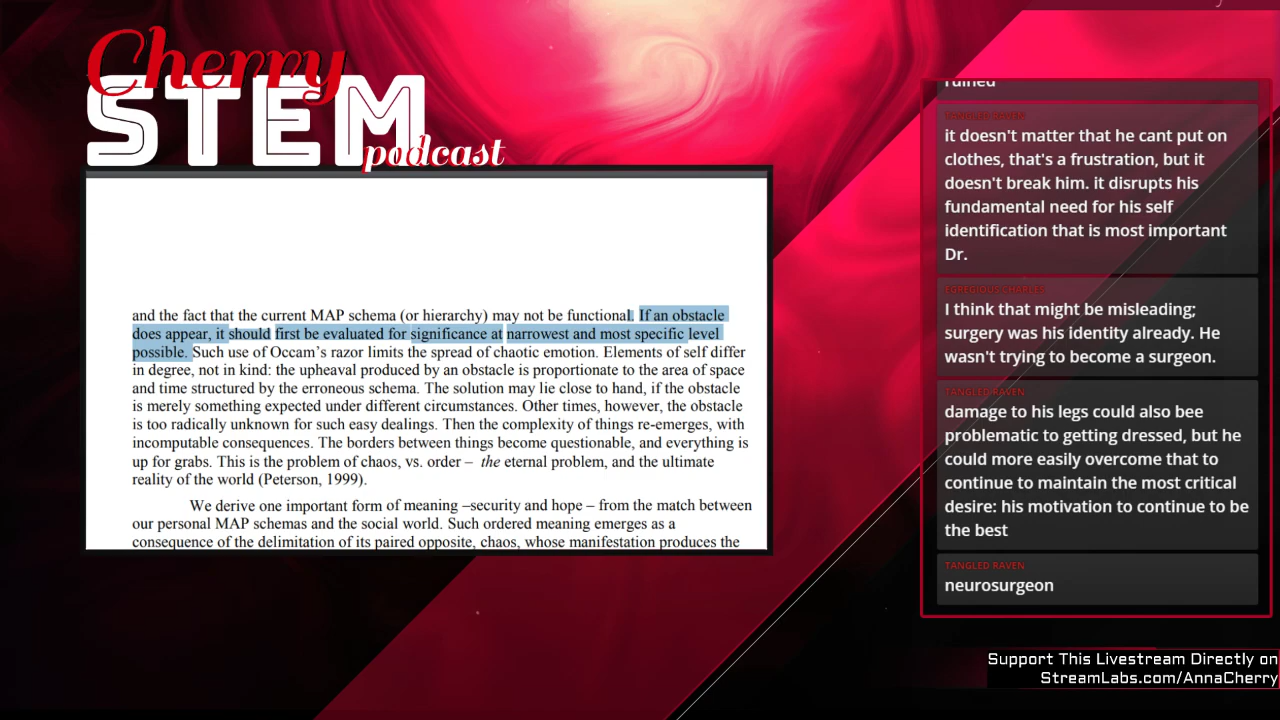 Cherry
STEM
podcast
and the fact that the current MAP schema (or hierarchy) may not be functional. If an obstacle
does appear, it should first be evaluated for significance at narrowest and most specific level
possible. Such use of Occam's razor limits the spread of chaotic emotion. Elements of self differ
in degree, not in kind: the upheaval produced by an obstacle is proportionate to the area of space
and time structured by the erroneous schema. The solution may lie close to hand, if the obstacle
is merely something expected under different circumstances. Other times, however, the obstacle
is too radically unknown for such easy dealings. Then the complexity of things re-emerges, with
incomputable consequences. The borders between things become questionable, and everything is
up for grabs. This is the problem of chaos, vs. order – the eternal problem, and the ultimate
reality of the world (Peterson, 1999).
We derive one important form of meaning –security and hope – from the match between
our personal MAP schemas and the social world. Such ordered meaning emerges as a
consequence of the delimitation of its paired opposite, chaos, whose manifestation produces the
ruined
TANGLED RAVEN
it doesn't matter that he cant put on
clothes, that's a frustration, but it
doesn't break him. it disrupts his
fundamental need for his self
identification that is most important
Dr.
EGREGIOUS CHARLES
I think that might be misleading;
surgery was his identity already. He
wasn't trying to become a surgeon.
TANGLED RAVEN
damage to his legs could also bee
problematic to getting dressed, but he
could more easily overcome that to
continue to maintain the most critical
desire: his motivation to continue to be
the best
TANGLED RAVEN
neurosurgeon
Support This Livestream Directly on
StreamLabs.com/AnnaCherry